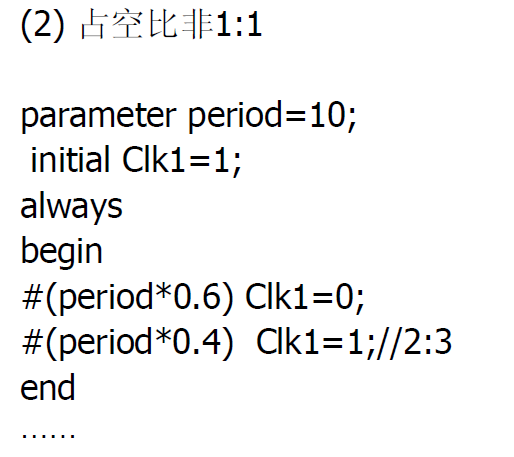 (2) 占空比非1:1
parameter period=10;
initial Clk1=1;
always
begin
#(period*0.6) Clk1=0;
#(period*0.4)  Clk1=1;//2:3
end
……